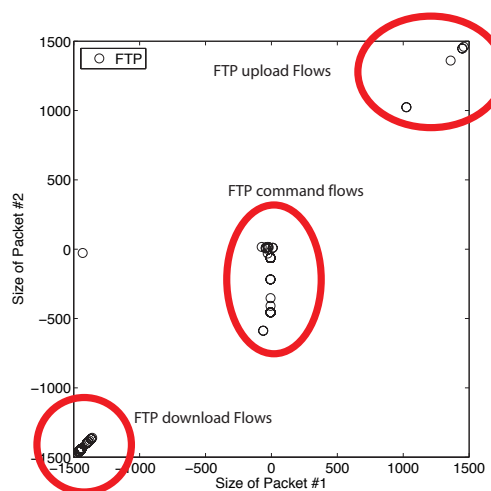 1500
FTP
FTP upload Flows
1000
500
FTP command flows
0
−500
−1000
FTP download Flows
−1500
−1500
−1000
−500
0
500
1000
1500
Size of Packet #2
Size of Packet #1